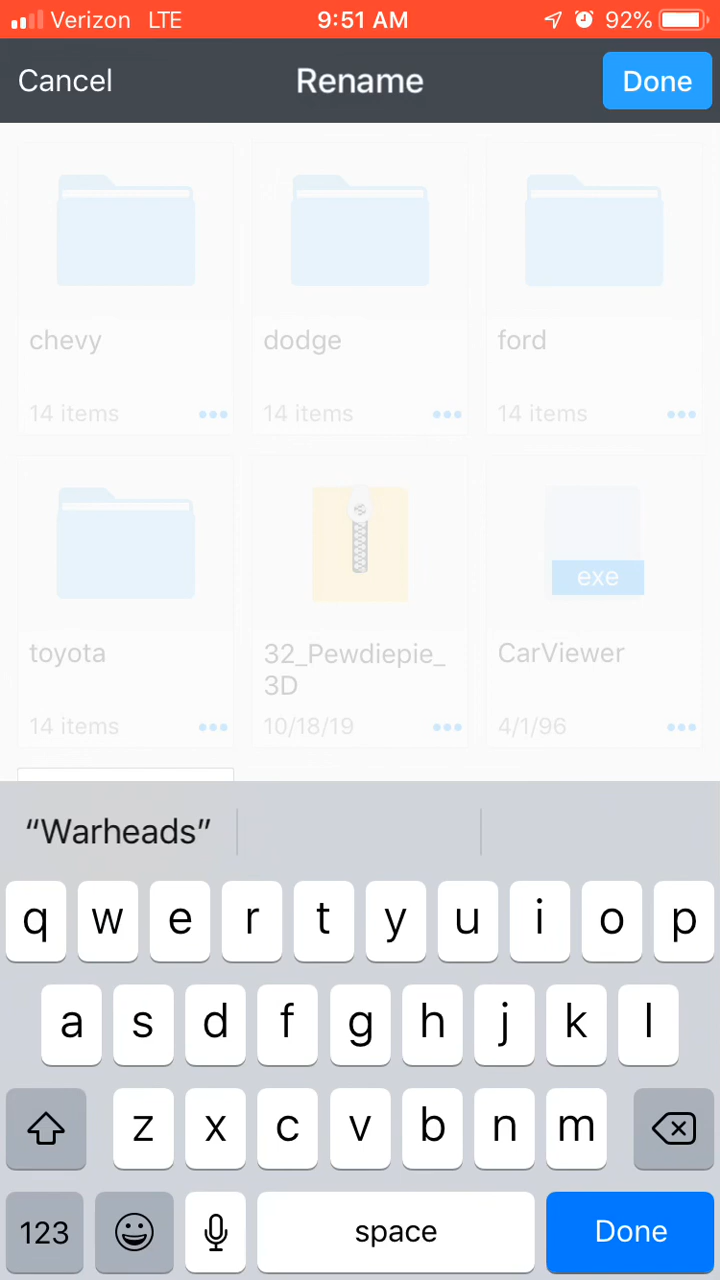 Verizon LTE 9:51 AM 92%
Cancel Rename Done
chevy dodge ford
14 items 14 items 14 items
toyota 32_Pewdiepie_ CarViewer
3D
exe
14 items 10/18/19 4/1/96
“Warheads”
q w e r t y u i o p
a s d f g h j k l
z x c v b n m
123 space Done